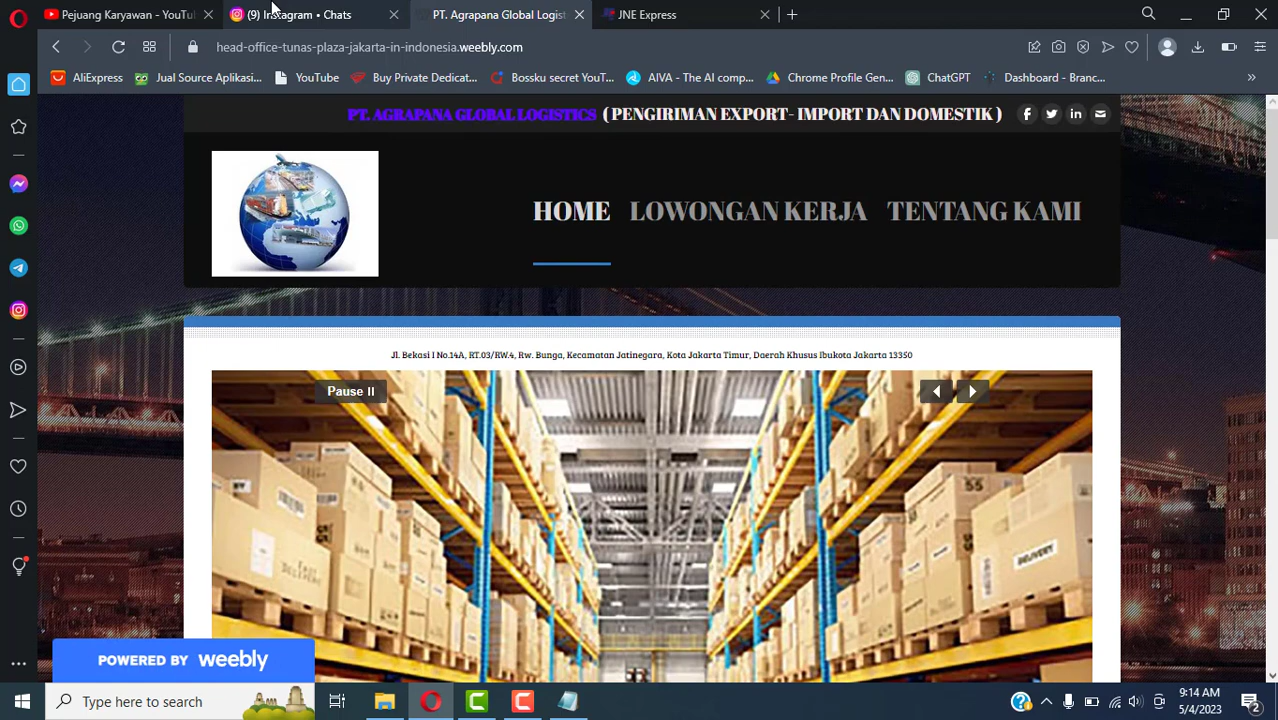 Pejuang Karyawan - YouTu
(9) Instagram • Chats
PT. Agrapana Global Logist
JNE Express
head-office-tunas-plaza-jakarta-in-indonesia.weebly.com
AliExpress
Jual Source Aplikasi...
YouTube
Buy Private Dedicat...
Bossku secret YouT...
AIVA - The AI comp...
Chrome Profile Gen...
ChatGPT
Dashboard - Branc...
PT. AGRAPANA GLOBAL LOGISTICS (PENGIRIMAN EXPORT- IMPORT DAN DOMESTIK )
HOME
LOWONGAN KERJA
TENTANG KAMI
Jl. Bekasi I No.14A, RT.03/RW.4, Rw. Bunga, Kecamatan Jatinegara, Kota Jakarta Timur, Daerah Khusus Ibukota Jakarta 13350
Pause II
55
DELIVERY
POWERED BY weebly
Type here to search
9:14 AM
5/4/2023
2